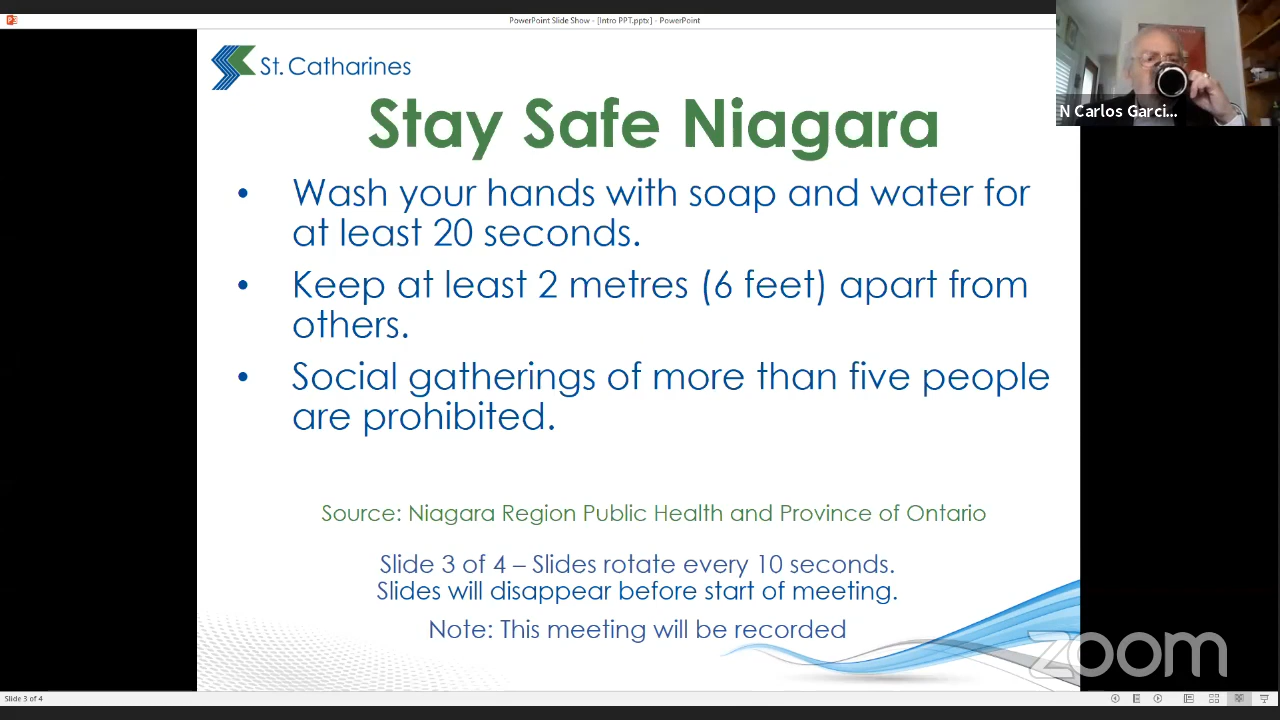 PowerPoint Slide Show - [Intro PPT.pptx] - PowerPoint
St. Catharines
Stay Safe Niagara
N Carlos Garci...
• Wash your hands with soap and water for
at least 20 seconds.
• Keep at least 2 metres (6 feet) apart from
others.
• Social gatherings of more than five people
are prohibited.
Source: Niagara Region Public Health and Province of Ontario
Slide 3 of 4 – Slides rotate every 10 seconds.
Slides will disappear before start of meeting.
Note: This meeting will be recorded
zoom
Slide 3 of 4